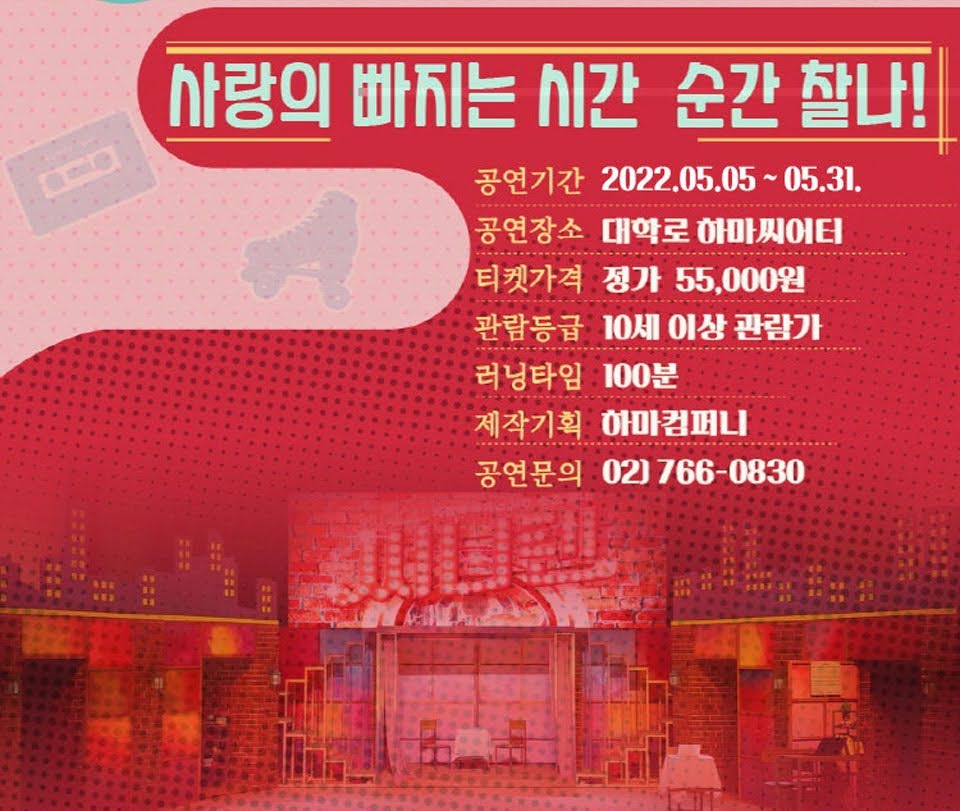 사랑의 빠지는 시간 순간 찰나!
공연기간 2022.05.05 ~ 05.31.
공연장소 대학로 하마씨어터
티켓가격 정가 55,000원
관람등급 10세 이상 관람가
러닝타임 100분
제작기획 하마컴퍼니
공연문의 02) 766-0830